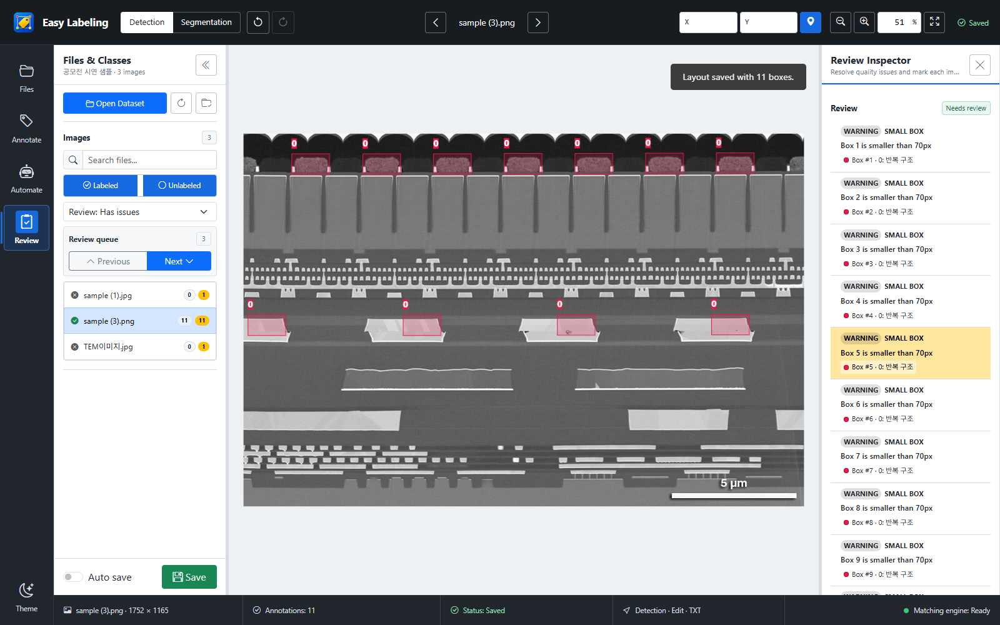 Easy Labeling
Detection
Segmentation
sample (3).png
X
Y
51 %
Saved
Files
Annotate
Automate
Review
Theme
Files & Classes
공모전 시연 샘플 · 3 images
Open Dataset
Images
3
Search files...
Labeled
Unlabeled
Review: Has issues
Review queue
3
Previous
Next
sample (1).jpg
0
1
sample (3).png
11
11
TEM이미지.jpg
0
1
Auto save
Save
Layout saved with 11 boxes.
0
0
0
0
0
0
0
0
0
0
0
5 μm
Review Inspector
Resolve quality issues and mark each im...
Review
Needs review
WARNING SMALL BOX
Box 1 is smaller than 70px
Box #1 · 0: 반복 구조
WARNING SMALL BOX
Box 2 is smaller than 70px
Box #2 · 0: 반복 구조
WARNING SMALL BOX
Box 3 is smaller than 70px
Box #3 · 0: 반복 구조
WARNING SMALL BOX
Box 4 is smaller than 70px
Box #4 · 0: 반복 구조
WARNING SMALL BOX
Box 5 is smaller than 70px
Box #5 · 0: 반복 구조
WARNING SMALL BOX
Box 6 is smaller than 70px
Box #6 · 0: 반복 구조
WARNING SMALL BOX
Box 7 is smaller than 70px
Box #7 · 0: 반복 구조
WARNING SMALL BOX
Box 8 is smaller than 70px
Box #8 · 0: 반복 구조
WARNING SMALL BOX
Box 9 is smaller than 70px
Box #9 · 0: 반복 구조
sample (3).png · 1752 × 1165
Annotations: 11
Status: Saved
Detection · Edit · TXT
Matching engine: Ready